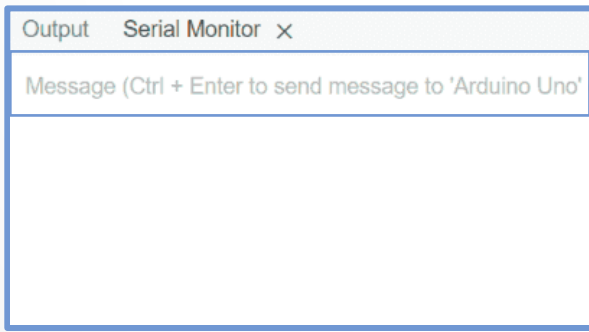 Output Serial Monitor ×
Message (Ctrl + Enter to send message to 'Arduino Uno'